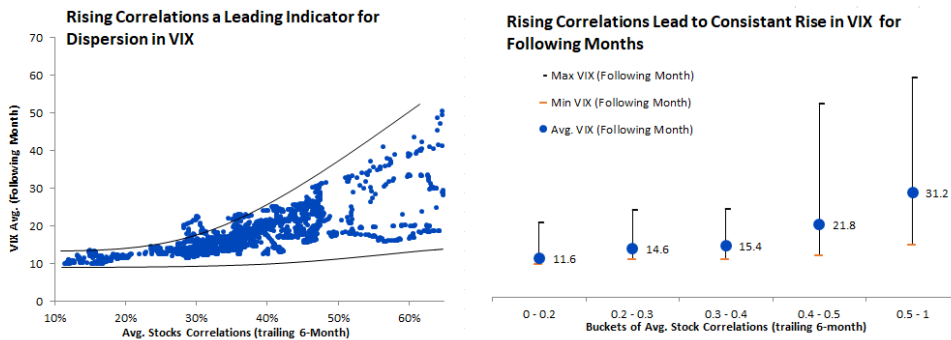 Rising Correlations a Leading Indicator for
Dispersion in VIX
70
60
50
40
30
20
10
0
VIX Avg. (Following Month)
10%
20%
30%
40%
50%
60%
Avg. Stocks Correlations (trailing 6-Month)
Rising Correlations Lead to Consistant Rise in VIX for
Following Months
Max VIX (Following Month)
Min VIX (Following Month)
Avg. VIX (Following Month)
11.6
14.6
15.4
21.8
31.2
0 - 0.2
0.2 - 0.3
0.3 - 0.4
0.4 - 0.5
0.5 - 1
Buckets of Avg. Stock Correlations (trailing 6-month)